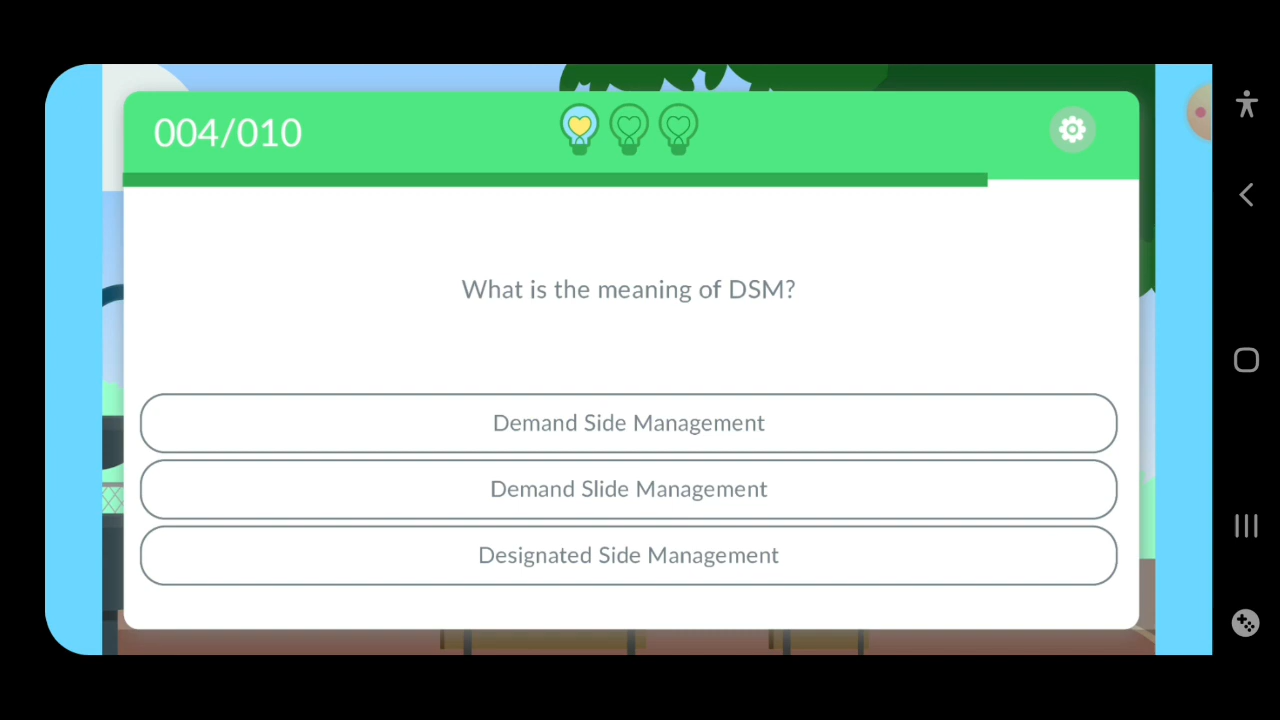 004/010
What is the meaning of DSM?
Demand Side Management
Demand Slide Management
Designated Side Management